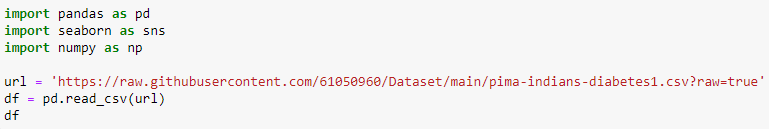 import pandas as pd
import seaborn as sns
import numpy as np
url = 'https://raw.githubusercontent.com/61050960/Dataset/main/pima-indians-diabetes1.csv?raw=true'
df = pd.read_csv(url)
df